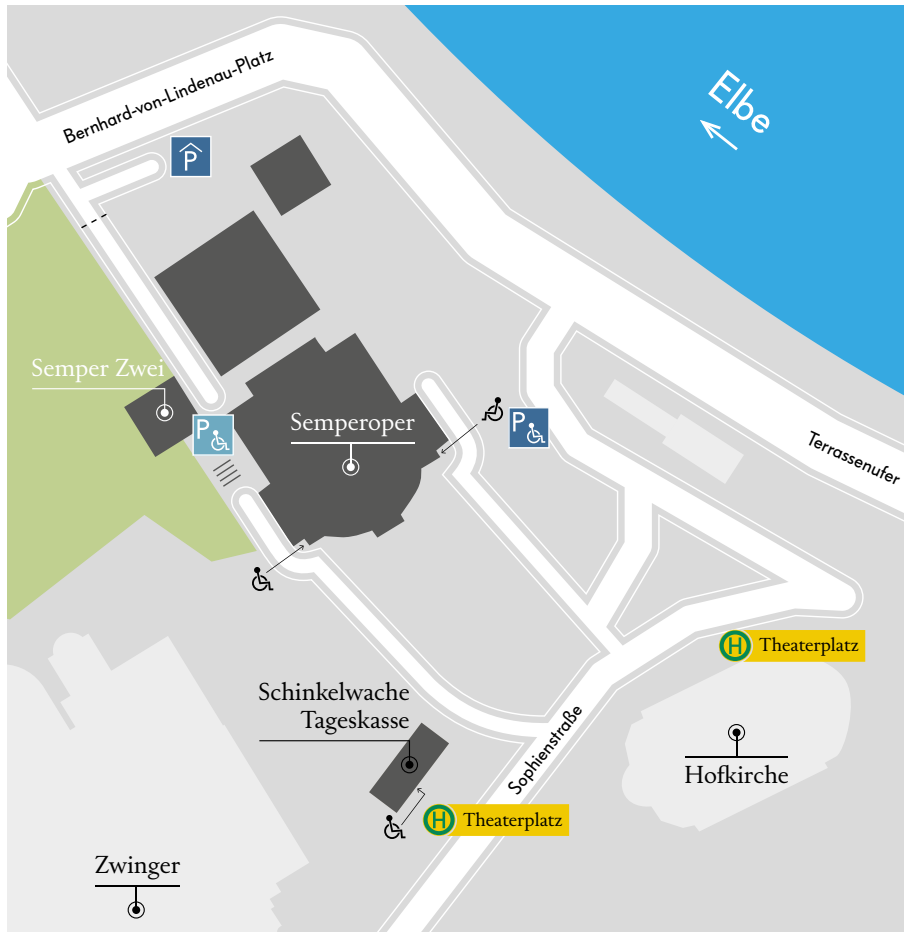 Bernhard-von-Lindenau-Platz
Elbe
P
Semper Zwei
P
Semperoper
P
Terrassenufer
H Theaterplatz
Schinkelwache
Tageskasse
Sophienstraße
Hofkirche
H Theaterplatz
Zwinger